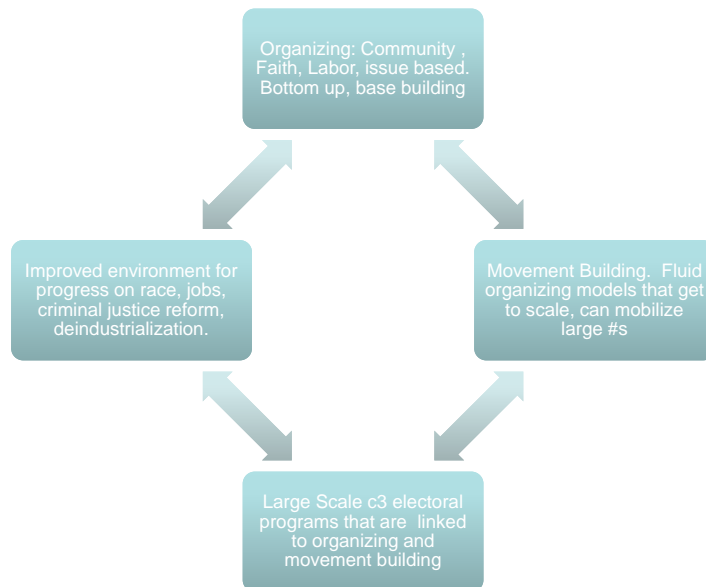 Organizing: Community ,
Faith, Labor, issue based.
Bottom up, base building
Improved environment for
progress on race, jobs,
criminal justice reform,
deindustrialization.
Movement Building.  Fluid
organizing models that get
to scale, can mobilize
large #s
Large Scale c3 electoral
programs that are  linked
to organizing and
movement building